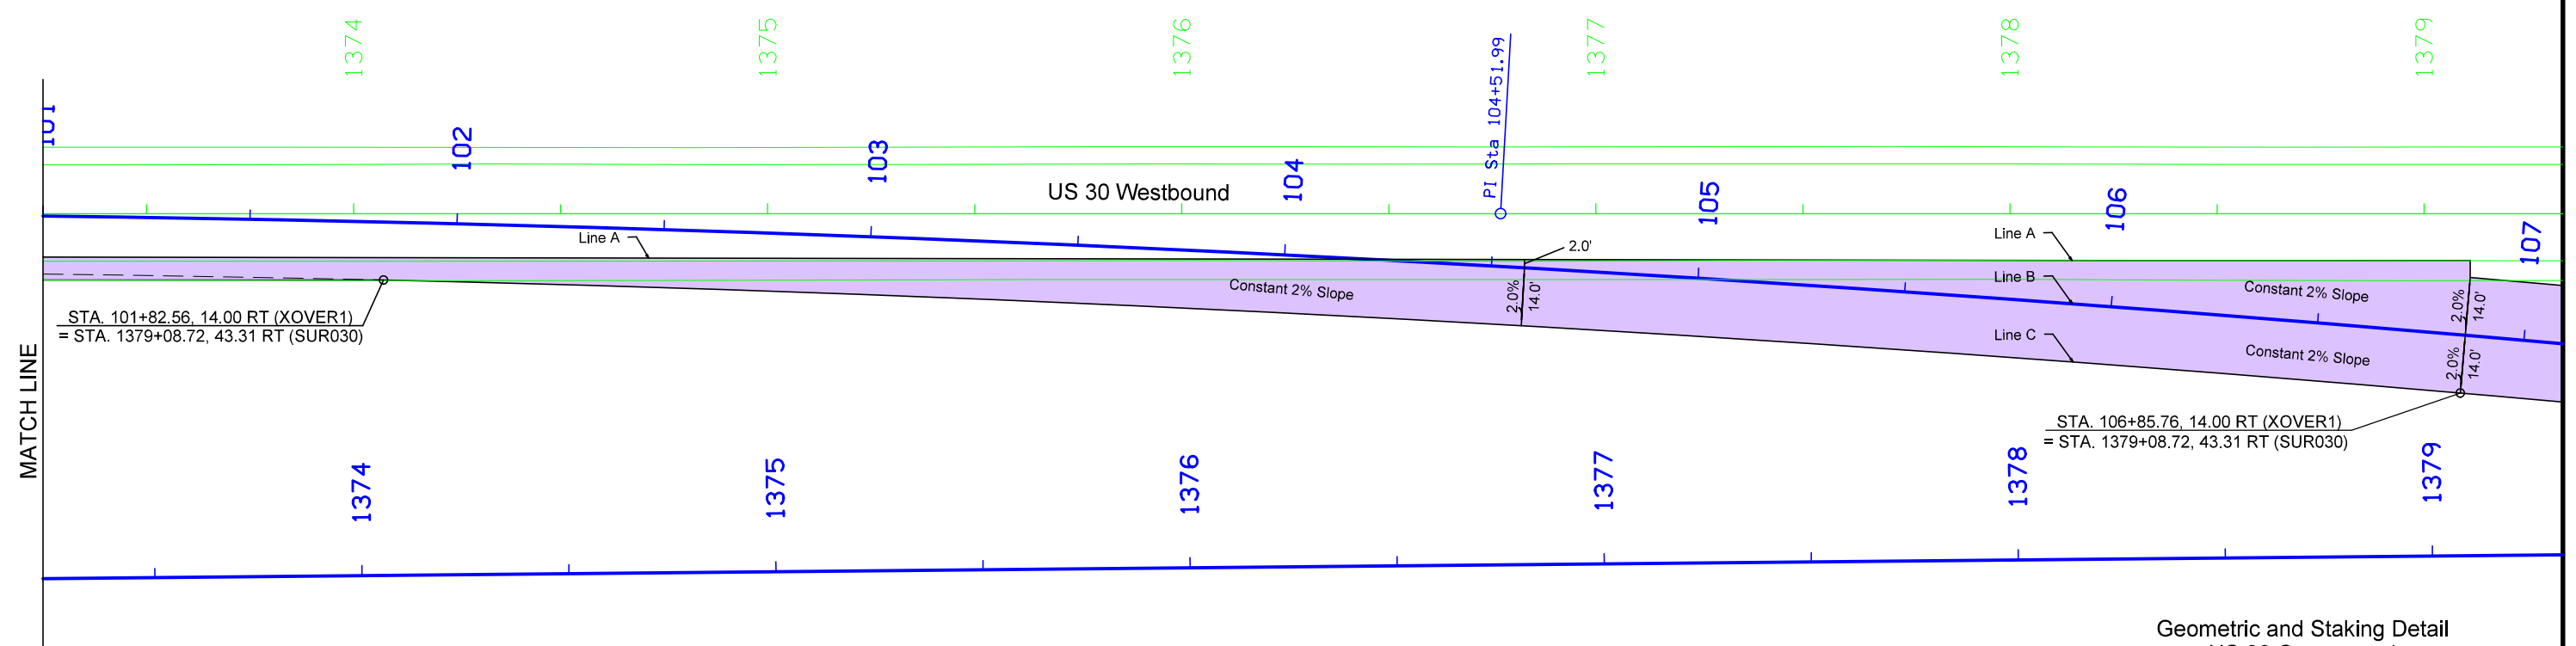 1374
1375
1376
1377
1378
1379
101
102
103
104
PI Sta 104+51.99
105
106
107
US 30 Westbound
Line A
2.0'
Line A
Line B
Line C
Constant 2% Slope
2.0%
14.0'
Constant 2% Slope
2.0%
14.0'
Constant 2% Slope
2.0%
14.0'
STA. 101+82.56, 14.00 RT (XOVER1)
= STA. 1379+08.72, 43.31 RT (SUR030)
STA. 106+85.76, 14.00 RT (XOVER1)
= STA. 1379+08.72, 43.31 RT (SUR030)
MATCH LINE
1374
1375
1376
1377
1378
1379
Geometric and Staking Detail